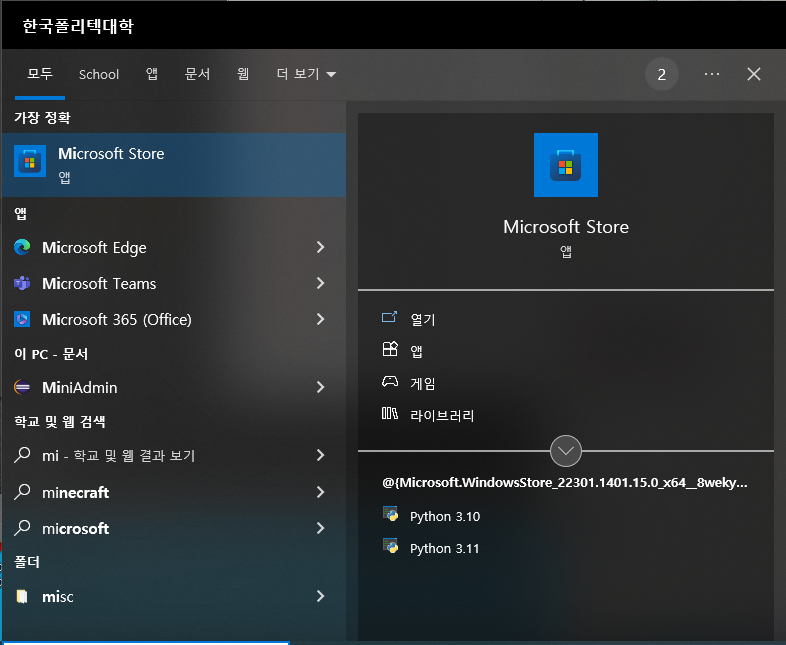 한국폴리텍대학
모두 School 앱 문서 웹 더 보기 2 ...
가장 정확
Microsoft Store
앱
앱
Microsoft Edge
Microsoft Teams
Microsoft 365 (Office)
이 PC - 문서
MiniAdmin
학교 및 웹 검색
mi - 학교 및 웹 결과 보기
minecraft
microsoft
폴더
misc
Microsoft Store
앱
열기
앱
게임
라이브러리
@{Microsoft.WindowsStore_22301.1401.15.0_x64__8weky...
Python 3.10
Python 3.11